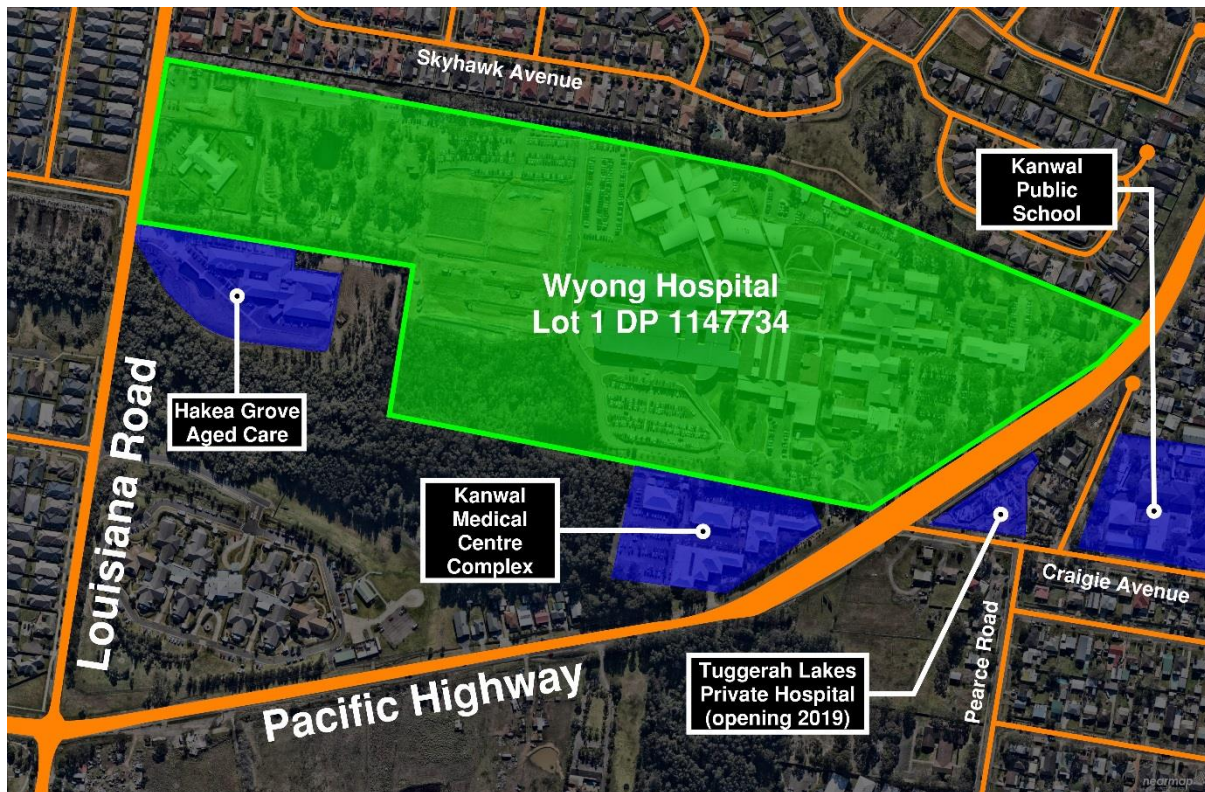 Skyhawk Avenue
Kanwal
Public
School
Wyong Hospital
Lot 1 DP 1147734
Hakea Grove
Aged Care
Louisiana Road
Kanwal
Medical
Centre
Complex
Craigie Avenue
Pearce Road
Tuggerah Lakes
Private Hospital
(opening 2019)
Pacific Highway
nearmap